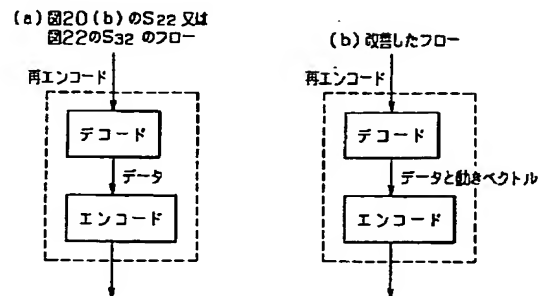 (a) 図20(b)のS22 又は
図22のS32 のフロー
再エンコード
デコード
データ
エンコード
(b) 改善したフロー
再エンコード
デコード
データと動きベクトル
エンコード